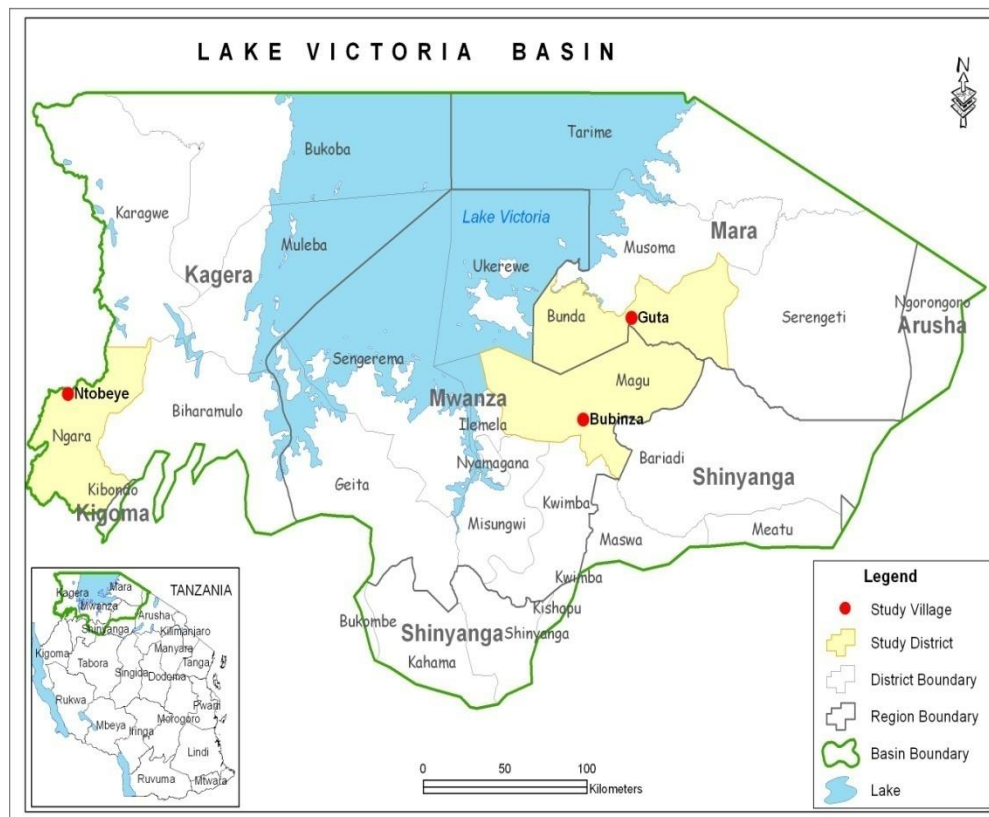 LAKE VICTORIA BASIN
N
Tarime
Bukoba
Karagwe
Lake Victoria
Mara
Muleba
Musoma
Kagera
Ukerewe
Ngorongoro
Bunda
Guta
Serengeti
Arusha
Sengerema
Magu
Ntobeye
Mwanza
Biharamulo
Bubinza
Ilemela
Ngara
Bariadi
Nyamagana
Shinyanga
Geita
Kibondo
Kwimba
Kigoma
Misungwi
Meatu
Maswa
Kwimba
Kishopu
Bukombe
Shinyanga
Shinyanga
Kahama
TANZANIA
Mara
Kagera
Mwanza
Arusha
Shinyanga
Kilimanjaro
Kigoma
Manyara
Tabora
Tanga
Singida
Dodoma
Rukwa
Pwani
Morogoro
Mbeya
Iringa
Lindi
Ruvuma
Mtwara
0 50 100
Kilometers
Legend
Study Village
Study District
District Boundary
Region Boundary
Basin Boundary
Lake